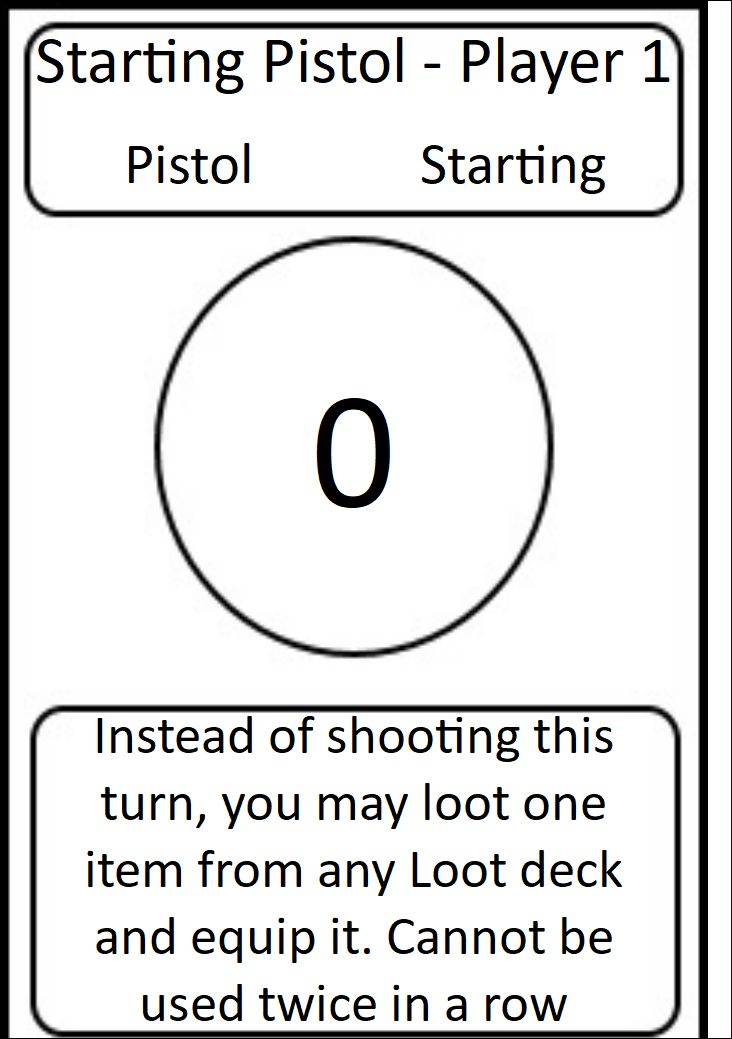 Starting Pistol - Player 1
Pistol Starting
0
Instead of shooting this
turn, you may loot one
item from any Loot deck
and equip it. Cannot be
used twice in a row